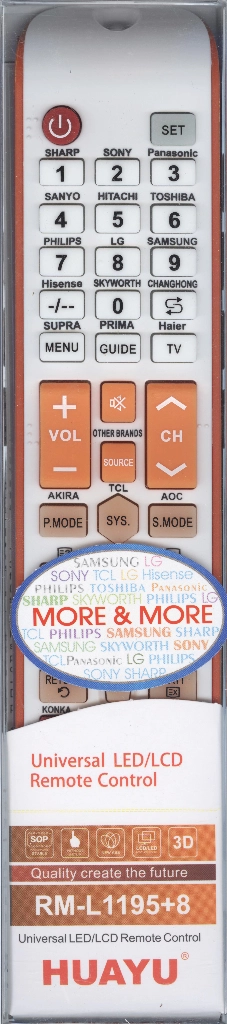 SET
SHARP SONY Panasonic
1 2 3
SANYO HITACHI TOSHIBA
4 5 6
PHILIPS LG SAMSUNG
7 8 9
Hisense SKYWORTH CHANGHONG
-/-- 0
SUPRA PRIMA Haier
MENU GUIDE TV
+ ︿
VOL CH
OTHER BRANDS
SOURCE
AKIRA TCL AOC
P.MODE SYS. S.MODE
SAMSUNG LG
SONY TCL LG Hisense
PHILIPS TOSHIBA Panasonic
SHARP SKYWORTH PHILIPS LG
MORE & MORE
TCL PHILIPS SAMSUNG SHARP
SAMSUNG SKYWORTH SONY
TCL Panasonic LG PHILIPS
SONY SHARP
KONKA
Universal LED/LCD
Remote Control
SOP 3D
Quality create the future
RM-L1195+8
Universal LED/LCD Remote Control
HUAYU®